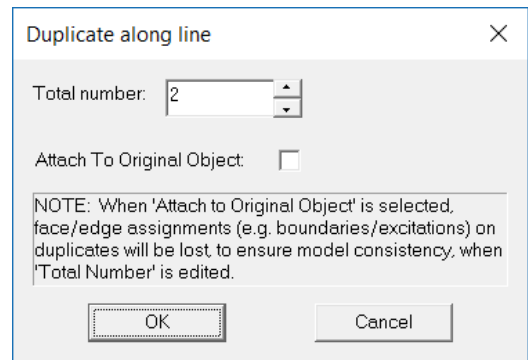 Duplicate along line
Total number: 2
Attach To Original Object:
NOTE: When 'Attach to Original Object' is selected,
face/edge assignments (e.g. boundaries/excitations) on
duplicates will be lost, to ensure model consistency, when
'Total Number' is edited.
OK Cancel